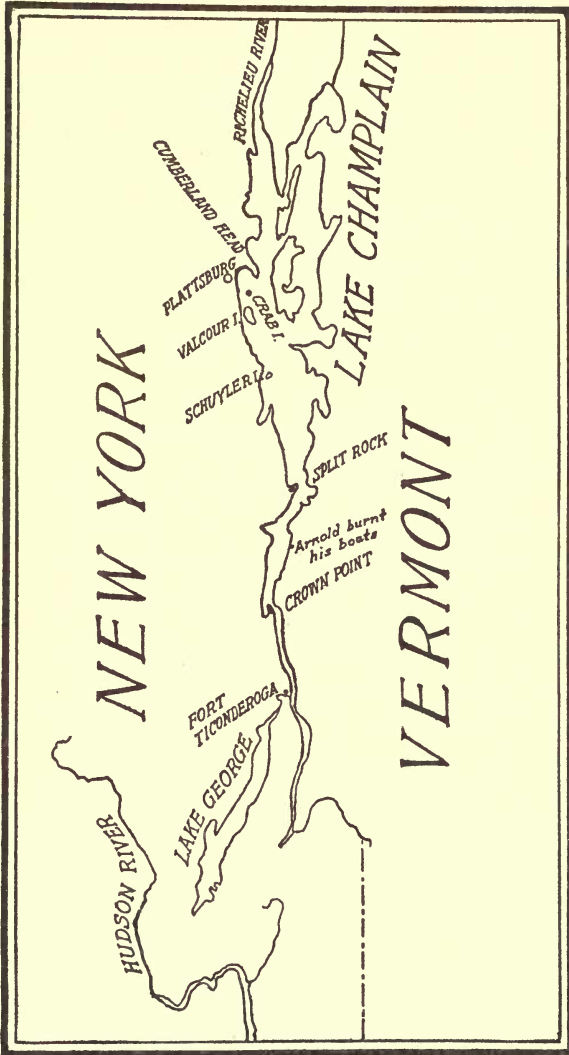 RICHELIEU RIVER
CUMBERLAND HEAD
LAKE CHAMPLAIN
PLATTSBURG
CRAB I.
VALCOUR I.
SCHUYLER I.
NEW YORK
SPLIT ROCK
VERMONT
Arnold burnt
his boats
CROWN POINT
FORT
TICONDEROGA
LAKE GEORGE
HUDSON RIVER